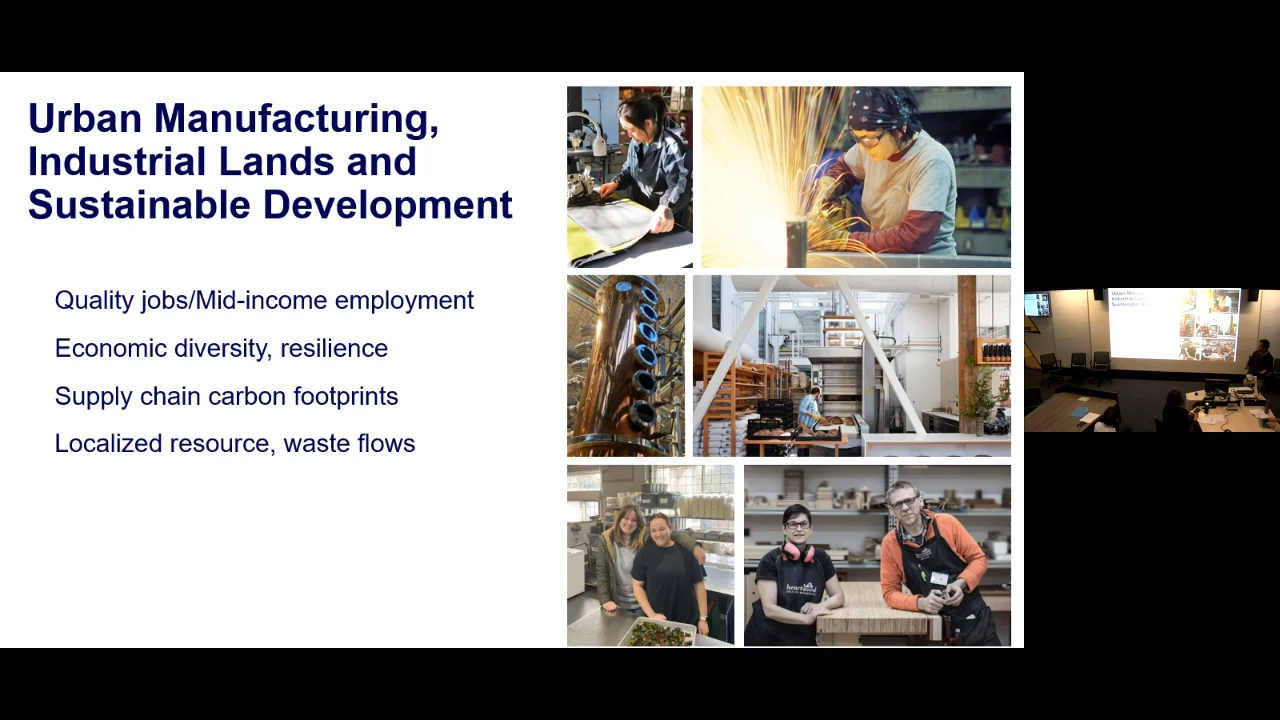 Urban Manufacturing,
Industrial Lands and
Sustainable Development
Quality jobs/Mid-income employment
Economic diversity, resilience
Supply chain carbon footprints
Localized resource, waste flows
heartwood